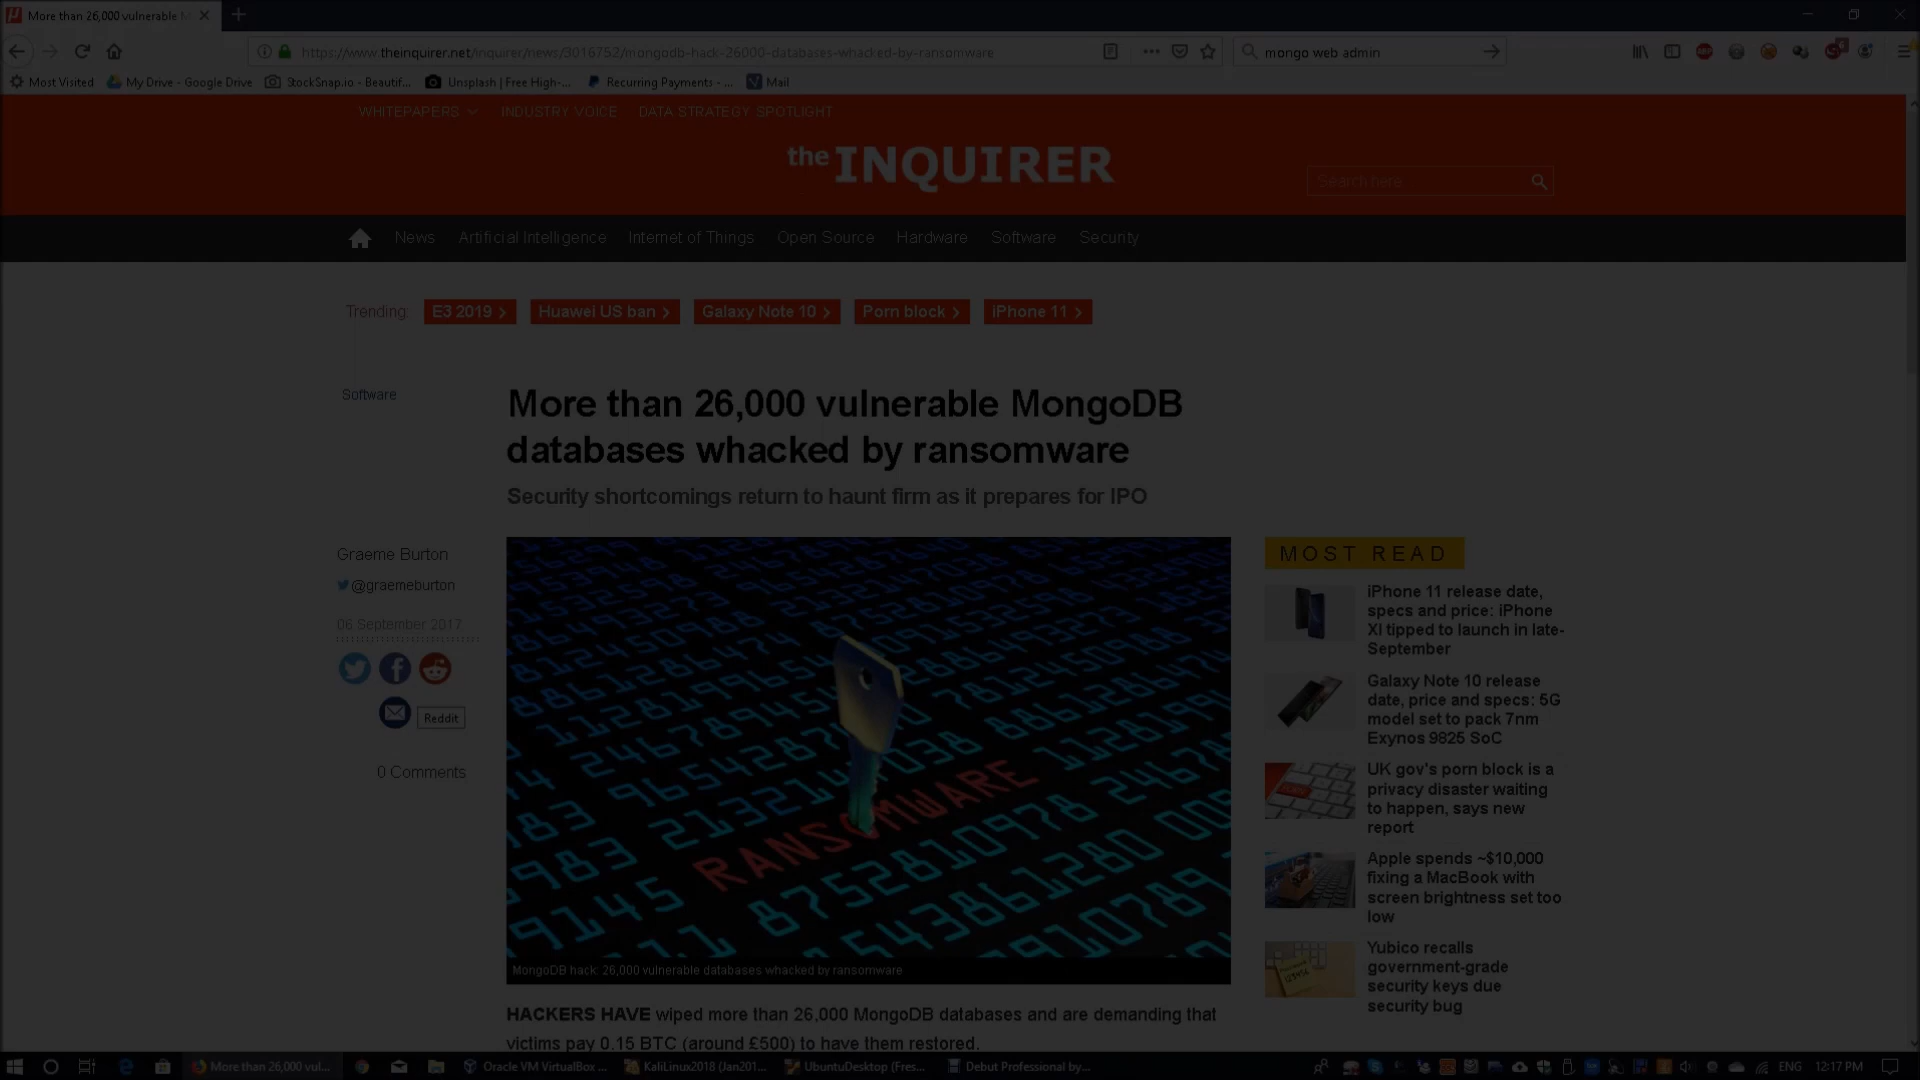 More than 26,000 vulnerable M
https://www.theinquirer.net/inquirer/news/3016752/mongodb-hack-26000-databases-whacked-by-ransomware
mongo web admin
Most Visited
My Drive - Google Drive
StockSnap.io - Beautif...
Unsplash | Free High-...
Recurring Payments - ...
Mail
WHITEPAPERS
INDUSTRY VOICE
DATA STRATEGY SPOTLIGHT
the INQUIRER
Search here
News
Artificial Intelligence
Internet of Things
Open Source
Hardware
Software
Security
Trending:
E3 2019
Huawei US ban
Galaxy Note 10
Porn block
iPhone 11
Software
More than 26,000 vulnerable MongoDB
databases whacked by ransomware
Security shortcomings return to haunt firm as it prepares for IPO
Graeme Burton
@graemeburton
06 September 2017
Reddit
0 Comments
RANSOMWARE
MongoDB hack: 26,000 vulnerable databases whacked by ransomware
HACKERS HAVE wiped more than 26,000 MongoDB databases and are demanding that
victims pay 0.15 BTC (around £500) to have them restored.
MOST READ
iPhone 11 release date,
specs and price: iPhone
XI tipped to launch in late-
September
Galaxy Note 10 release
date, price and specs: 5G
model set to pack 7nm
Exynos 9825 SoC
UK gov's porn block is a
privacy disaster waiting
to happen, says new
report
Apple spends ~$10,000
fixing a MacBook with
screen brightness set too
low
Yubico recalls
government-grade
security keys due
security bug
More than 26,000 vul...
Oracle VM VirtualBox ...
KaliLinux2018 (Jan201...
UbuntuDesktop (Fres...
Debut Professional by...
ENG
12:17 PM